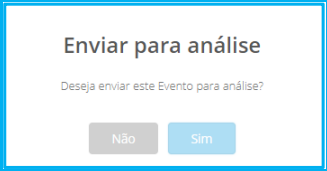 Enviar para análise
Deseja enviar este Evento para análise?
Não Sim